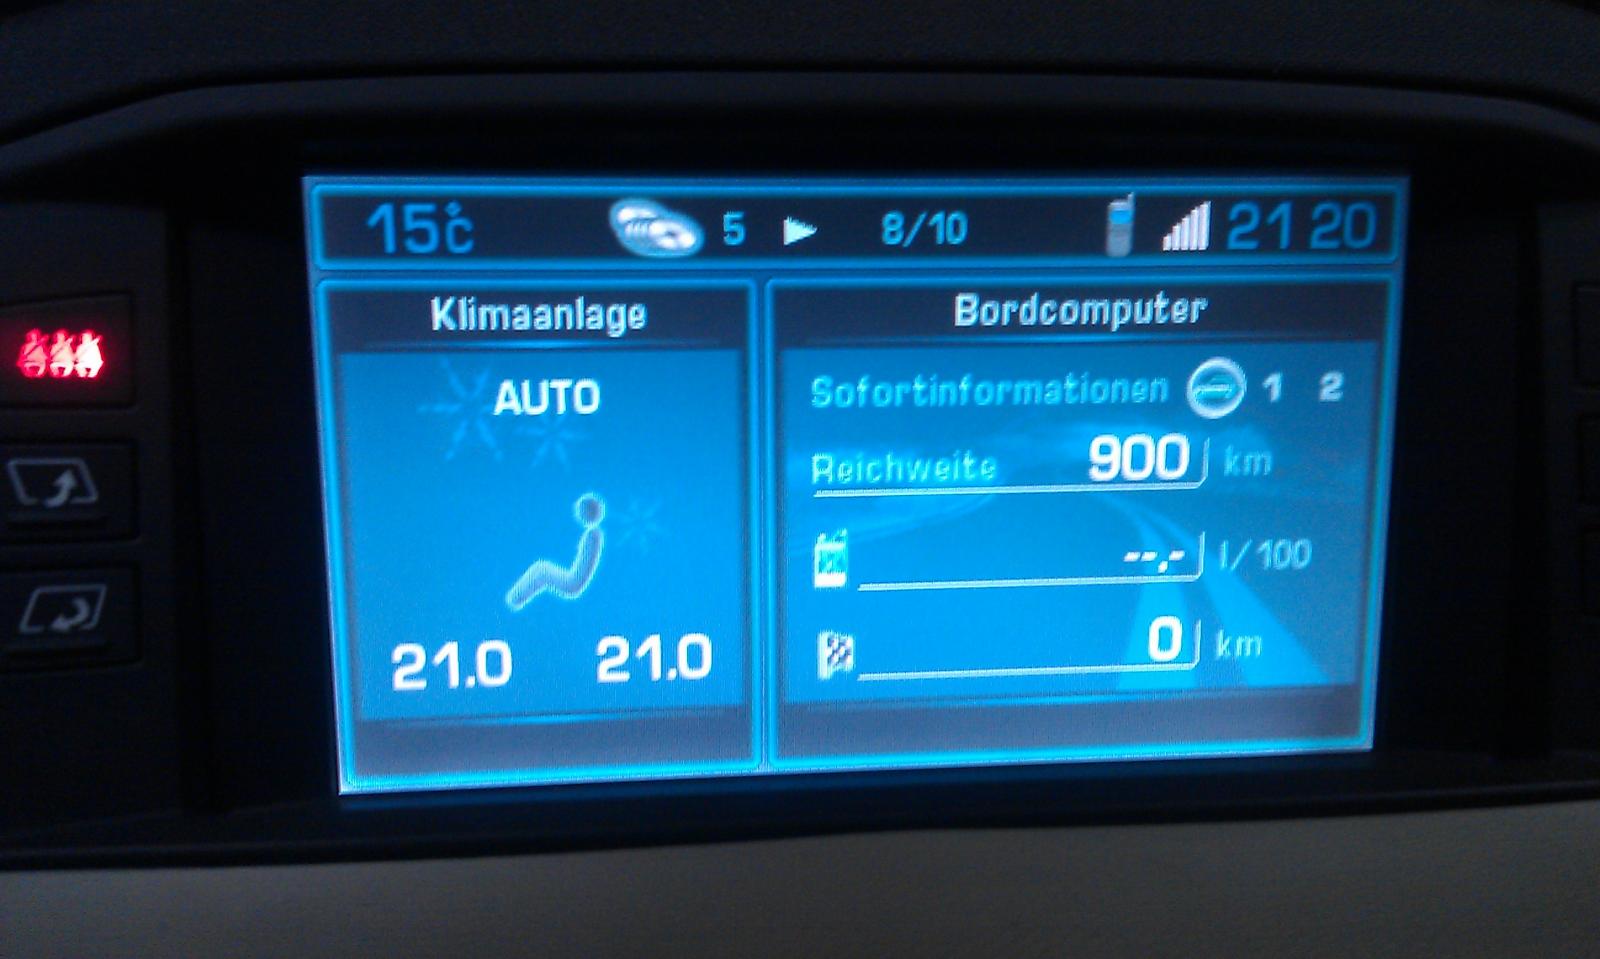 15°C 5 8/10 21 20
Klimaanlage
AUTO
21.0 21.0
Bordcomputer
Sofortinformationen 1 2
Reichweite 900 km
--,- l/100
0 km